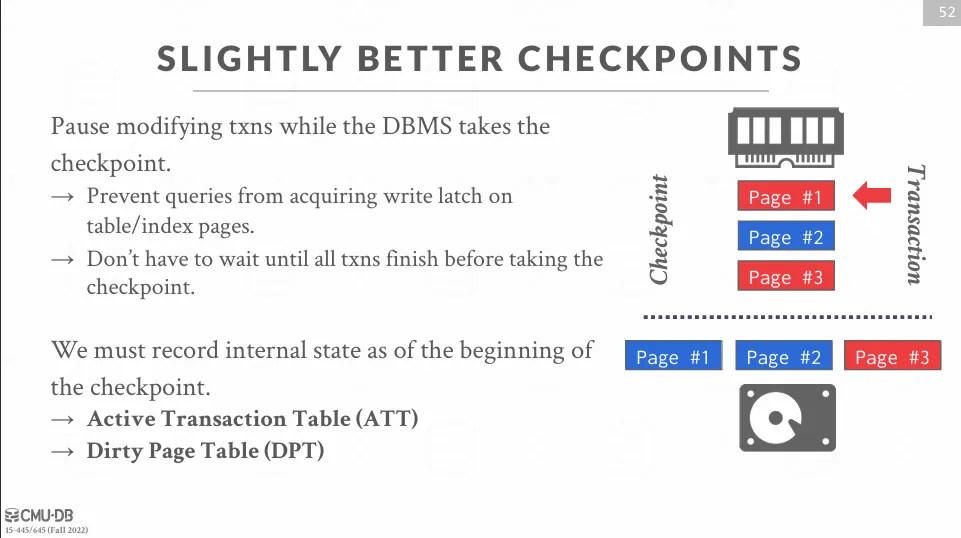 52
SLIGHTLY BETTER CHECKPOINTS
Pause modifying txns while the DBMS takes the
checkpoint.
→ Prevent queries from acquiring write latch on
table/index pages.
→ Don't have to wait until all txns finish before taking the
checkpoint.
We must record internal state as of the beginning of
the checkpoint.
→ Active Transaction Table (ATT)
→ Dirty Page Table (DPT)
Checkpoint
Page #1
Page #2
Page #3
Transaction
Page #1 Page #2 Page #3
CMU·DB
15-445/645 (Fall 2022)